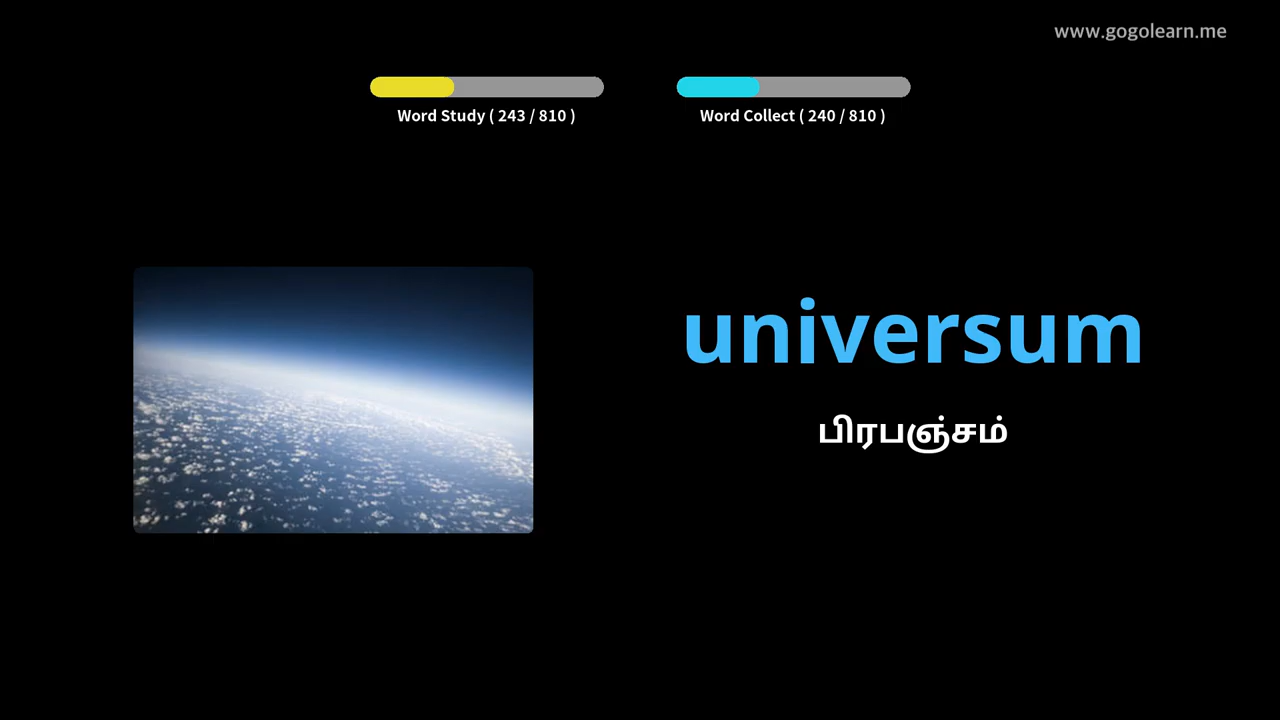 www.gogolearn.me
Word Study ( 243 / 810 )
Word Collect ( 240 / 810 )
universum
பிரபஞ்சம்